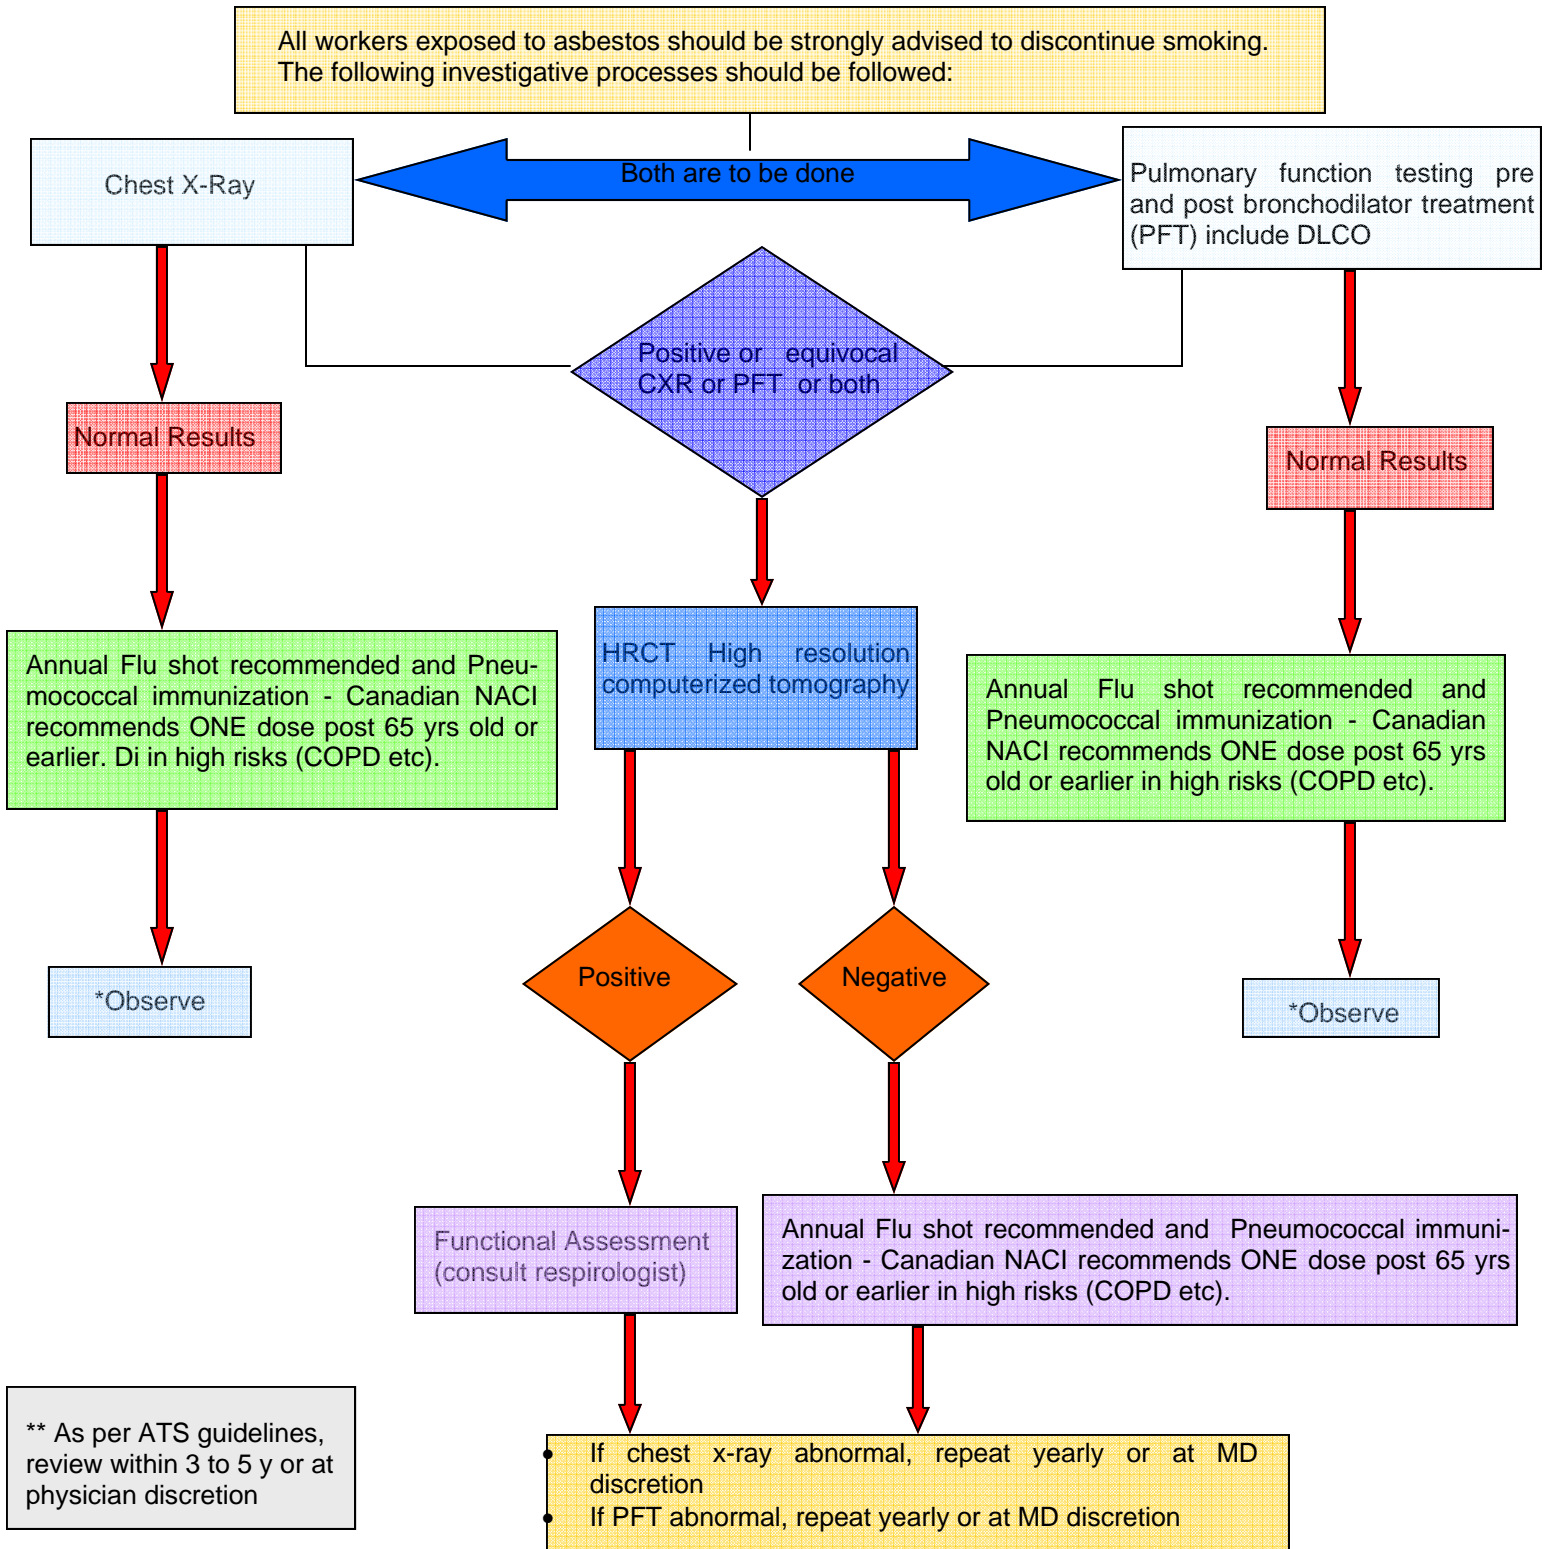 All workers exposed to asbestos should be strongly advised to discontinue smoking.
The following investigative processes should be followed:
Chest X-Ray
Both are to be done
Pulmonary function testing pre
and post bronchodilator treatment
(PFT) include DLCO
Positive or equivocal
CXR or PFT or both
Normal Results
Normal Results
Annual Flu shot recommended and Pneu-
mococcal immunization - Canadian NACI
recommends ONE dose post 65 yrs old or
earlier. Di in high risks (COPD etc).
HRCT High resolution
computerized tomography
Annual Flu shot recommended and
Pneumococcal immunization - Canadian
NACI recommends ONE dose post 65 yrs
old or earlier in high risks (COPD etc).
*Observe
Positive
Negative
*Observe
Functional Assessment
(consult respirologist)
Annual Flu shot recommended and Pneumococcal immuni-
zation - Canadian NACI recommends ONE dose post 65 yrs
old or earlier in high risks (COPD etc).
** As per ATS guidelines,
review within 3 to 5 y or at
physician discretion
• If chest x-ray abnormal, repeat yearly or at MD
discretion
• If PFT abnormal, repeat yearly or at MD discretion